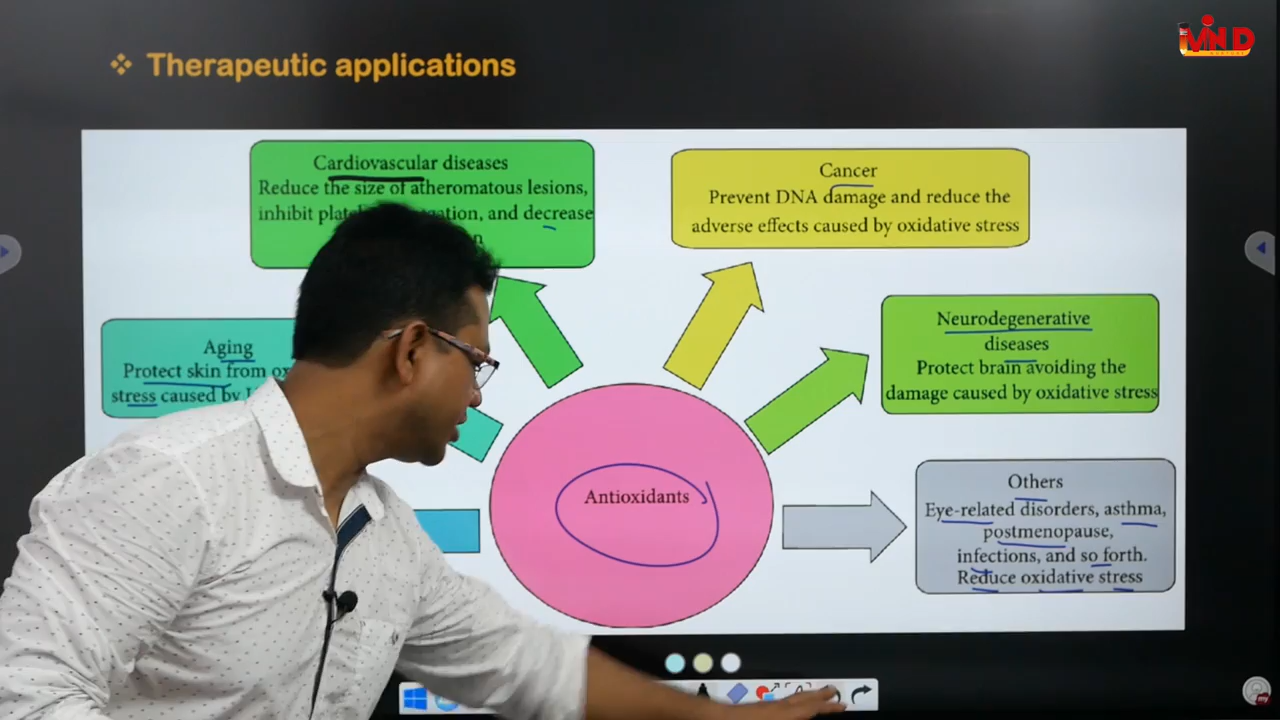 MIND
❖ Therapeutic applications
Cardiovascular diseases
Reduce the size of atheromatous lesions,
and decrease
Cancer
Prevent DNA damage and reduce the
adverse effects caused by oxidative stress
Aging
Protect skin from
stress caused by
Neurodegenerative
diseases
Protect brain avoiding the
damage caused by oxidative stress
Antioxidants
Others
Eye-related disorders, asthma,
postmenopause,
infections, and so forth.
Reduce oxidative stress